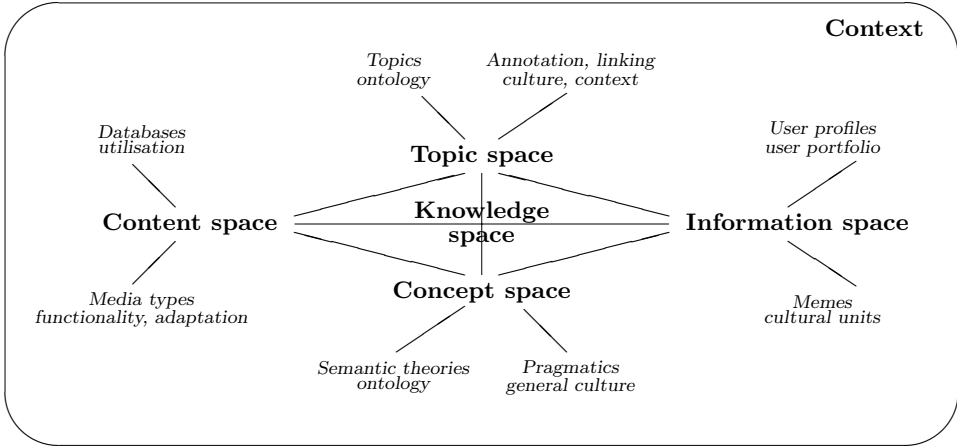 Context
Topics
ontology
Annotation, linking
culture, context
Databases
utilisation
User profiles
user portfolio
Topic space
Content space
Knowledge
space
Information space
Concept space
Media types
functionality, adaptation
Memes
cultural units
Semantic theories
ontology
Pragmatics
general culture